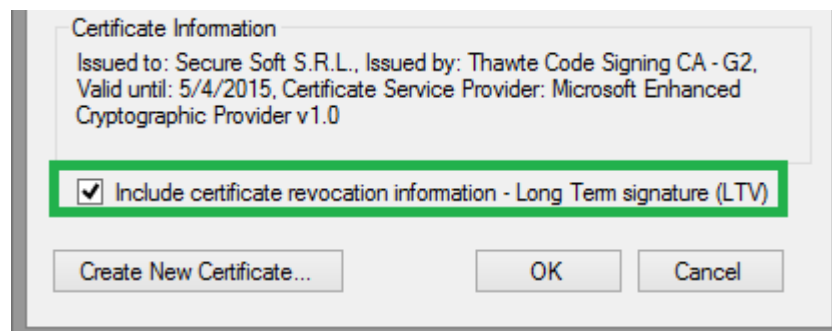 Certificate Information
Issued to: Secure Soft S.R.L., Issued by: Thawte Code Signing CA - G2,
Valid until: 5/4/2015, Certificate Service Provider: Microsoft Enhanced
Cryptographic Provider v1.0
Include certificate revocation information - Long Term signature (LTV)
Create New Certificate... OK Cancel